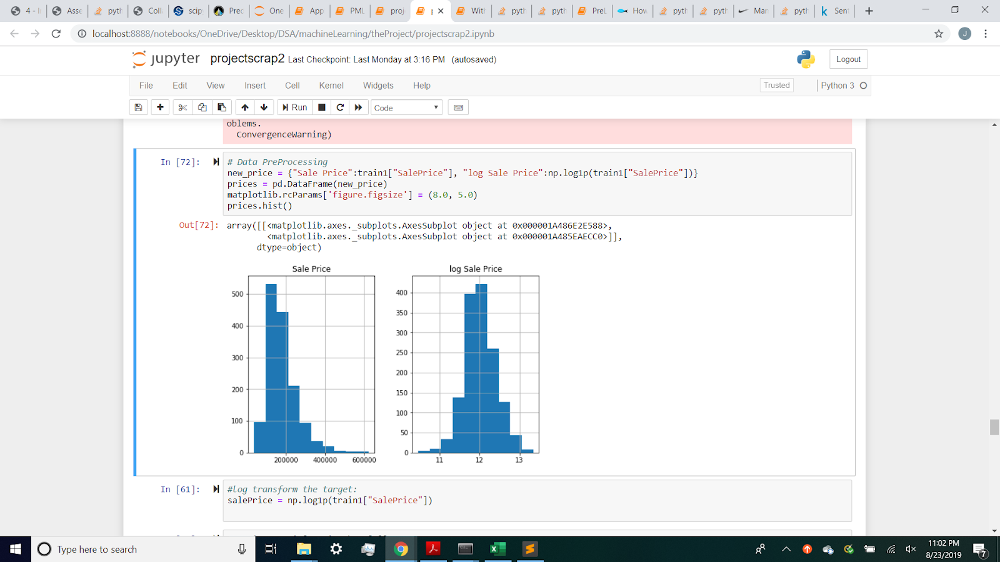 4 - I
Asse
pyth
Coll
scip
Prec
One
App
PML
proj
With
pyth
pyth
PreL
How
pyth
pyth
Mar
pyth
Sent
localhost:8888/notebooks/OneDrive/Desktop/DSA/machineLearning/theProject/projectscrap2.ipynb
J
jupyter projectscrap2 Last Checkpoint: Last Monday at 3:16 PM (autosaved)
Logout
File Edit View Insert Cell Kernel Widgets Help
Trusted
Python 3
Run
Code
oblems.
ConvergenceWarning)
In [72]:
# Data PreProcessing
new_price = {"Sale Price":train1["SalePrice"], "log Sale Price":np.log1p(train1["SalePrice"])}
prices = pd.DataFrame(new_price)
matplotlib.rcParams['figure.figsize'] = (8.0, 5.0)
prices.hist()
Out[72]:
array([[<matplotlib.axes._subplots.AxesSubplot object at 0x000001A486E2E588>,
<matplotlib.axes._subplots.AxesSubplot object at 0x000001A485EAECC0>]],
dtype=object)
Sale Price
500
400
300
200
100
0
200000 400000 600000
log Sale Price
400
350
300
250
200
150
100
50
0
11 12 13
In [61]:
#log transform the target:
salePrice = np.log1p(train1["SalePrice"])
Type here to search
11:02 PM
8/23/2019
7